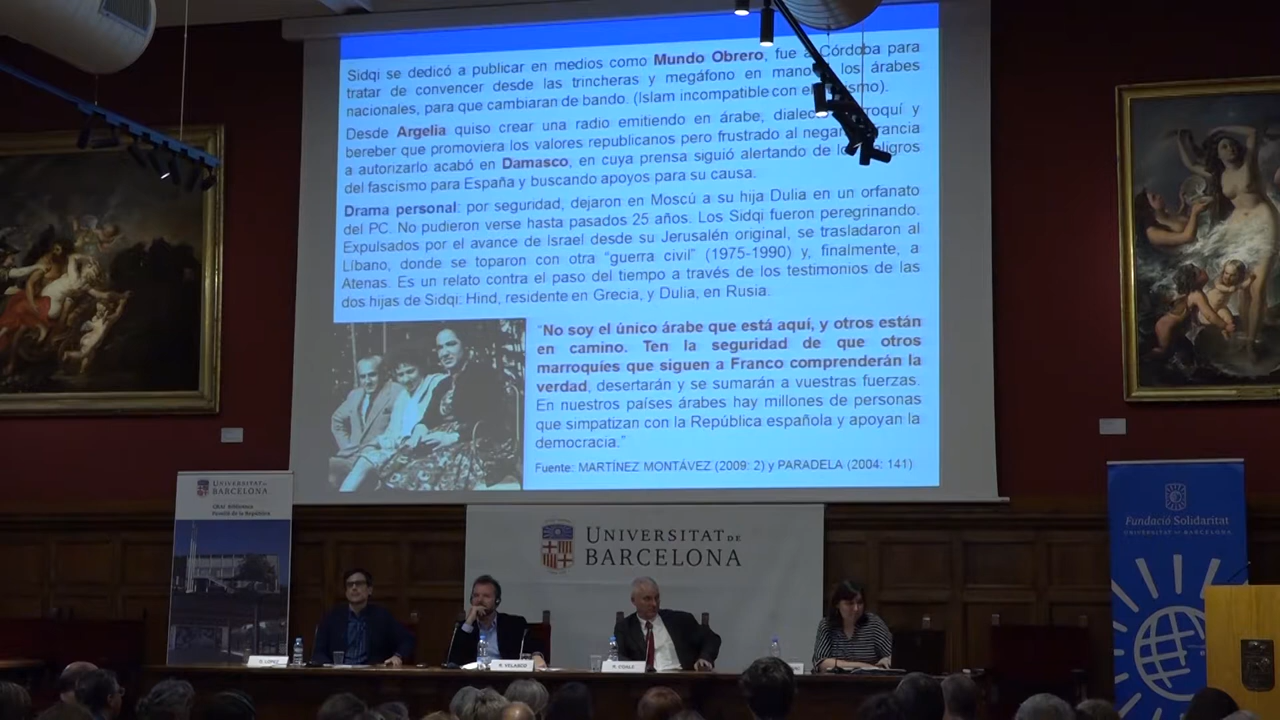 Sidqi se dedicó a publicar en medios como Mundo Obrero, fue a Córdoba para
tratar de convencer desde las trincheras y megáfono en mano a los árabes
nacionales, para que cambiaran de bando. (Islam incompatible con el
Desde Argelia quiso crear una radio emitiendo en árabe, y
bereber que promoviera los valores republicanos pero frustrado al
a autorizarlo acabó en Damasco, en cuya prensa siguió alertando de
del fascismo para España y buscando apoyos para su causa.
Drama personal: por seguridad, dejaron en Moscú a su hija Dulia en un orfanato
del PC. No pudieron verse hasta pasados 25 años. Los Sidqi fueron peregrinando.
Expulsados por el avance de Israel desde su Jerusalén original, se trasladaron al
Líbano, donde se toparon con otra “guerra civil” (1975-1990) y, finalmente, a
Atenas. Es un relato contra el paso del tiempo a través de los testimonios de las
dos hijas de Sidqi: Hind, residente en Grecia, y Dulia, en Rusia.
“No soy el único árabe que está aquí, y otros están
en camino. Ten la seguridad de que otros
marroquíes que siguen a Franco comprenderán la
verdad, desertarán y se sumarán a vuestras fuerzas.
En nuestros países árabes hay millones de personas
que simpatizan con la República española y apoyan la
democracia.”
Fuente: MARTÍNEZ MONTÁVEZ (2009: 2) y PARADELA (2004: 141)
UNIVERSITAT DE
BARCELONA
CRAI Biblioteca
Pavelló de la República
UNIVERSITAT DE
BARCELONA
Fundació Solidaritat
UNIVERSITAT DE BARCELONA
G. LÓPEZ
M. VELASCO